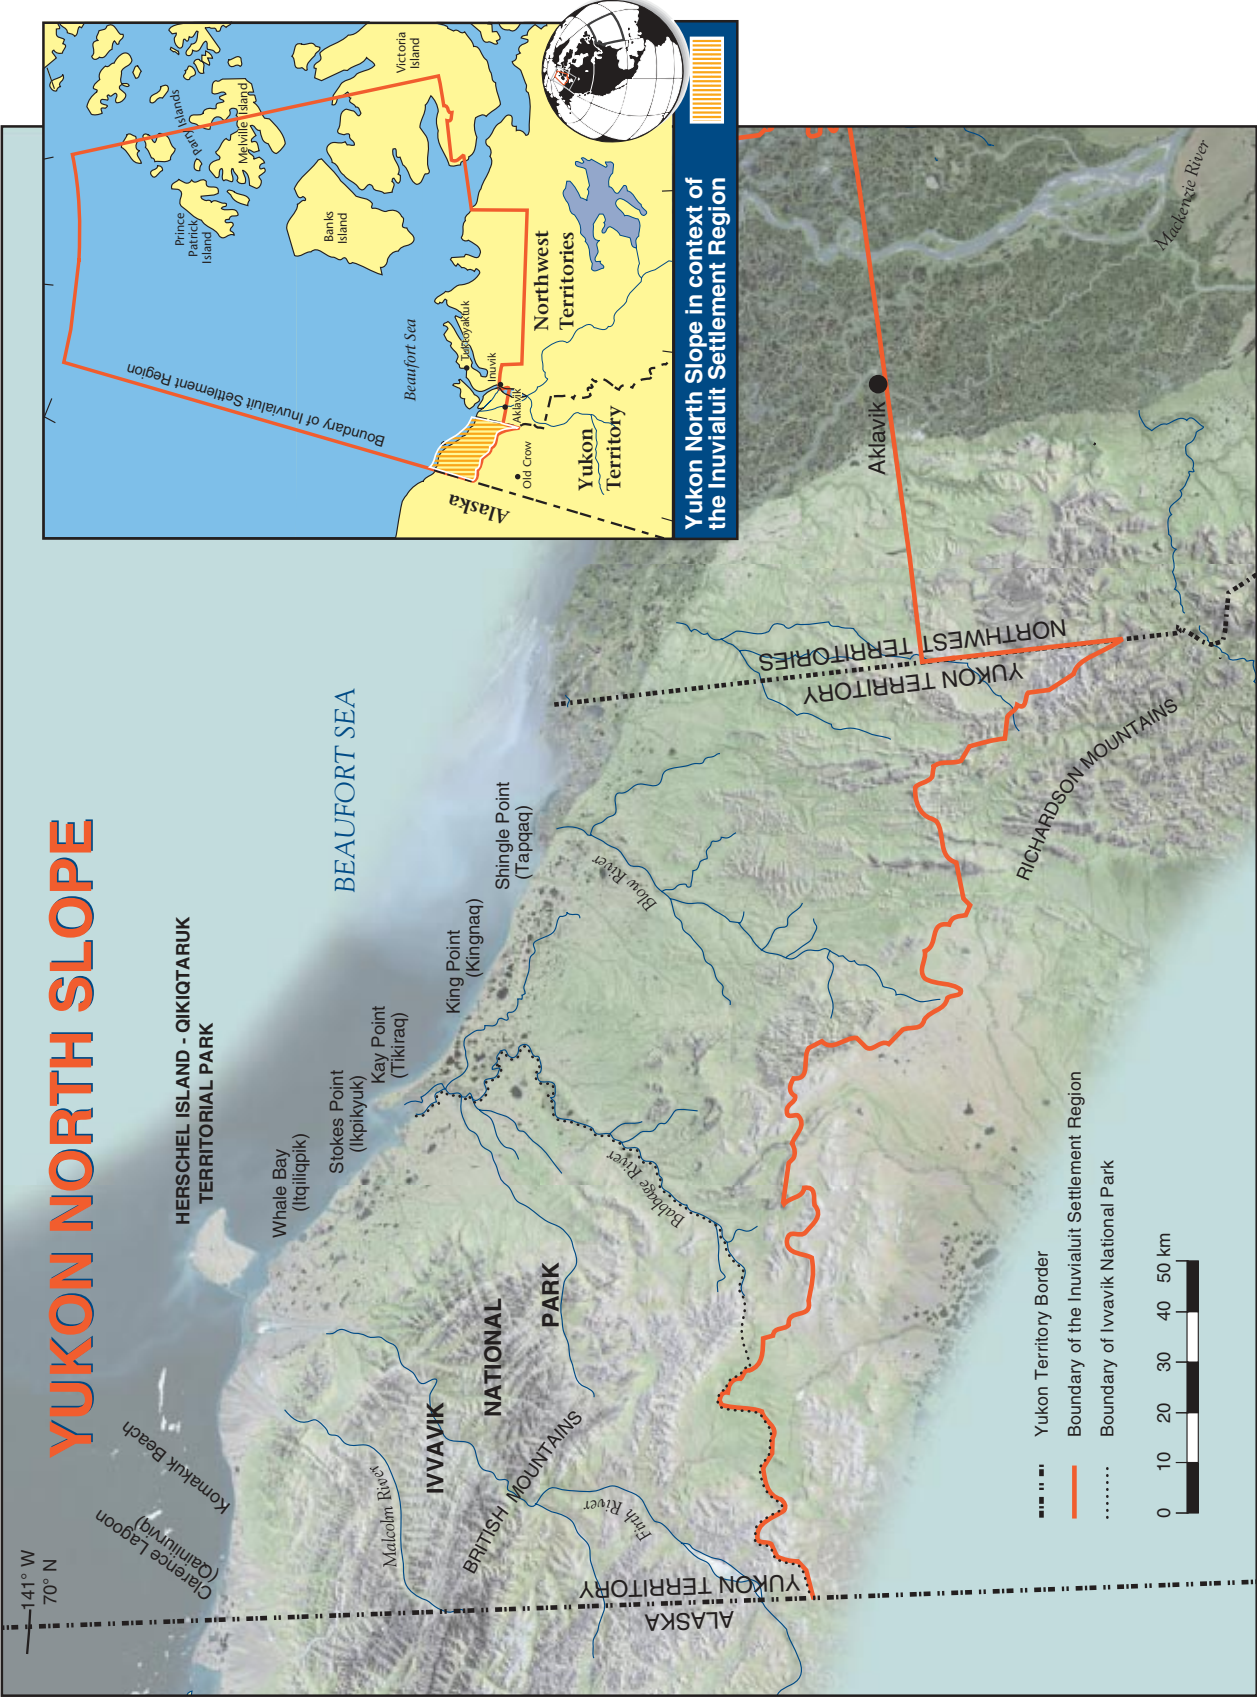 YUKON NORTH SLOPE
141° W
70° N
Clarence Lagoon
(Qainiiurviq)
Komakuk Beach
HERSCHEL ISLAND - QIKIQTARUK
TERRITORIAL PARK
Whale Bay
(Itqiliqpik)
Stokes Point
(Ikpikyuk)
Kay Point
(Tikiraq)
King Point
(Kingnaq)
Shingle Point
(Tapqaq)
BEAUFORT SEA
Malcolm River
IVVAVIK
NATIONAL
PARK
BRITISH MOUNTAINS
Firth River
Babbage River
Blow River
ALASKA
YUKON TERRITORY
YUKON TERRITORY
NORTHWEST TERRITORIES
RICHARDSON MOUNTAINS
Aklavik
Mackenzie River
Yukon Territory Border
Boundary of the Inuvialuit Settlement Region
Boundary of Ivvavik National Park
0 10 20 30 40 50 km
Boundary of Inuvialuit Settlement Region
Prince
Patrick
Island
Parry Islands
Melville Island
Victoria
Island
Banks
Island
Beaufort Sea
Tuktoyaktuk
Inuvik
Aklavik
Old Crow
Alaska
Yukon
Territory
Northwest
Territories
Yukon North Slope in context of
the Inuvialuit Settlement Region